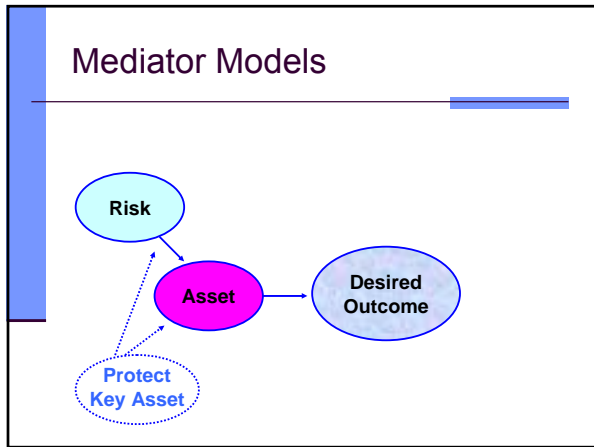 Mediator Models
Risk
Asset
Desired
Outcome
Protect
Key Asset